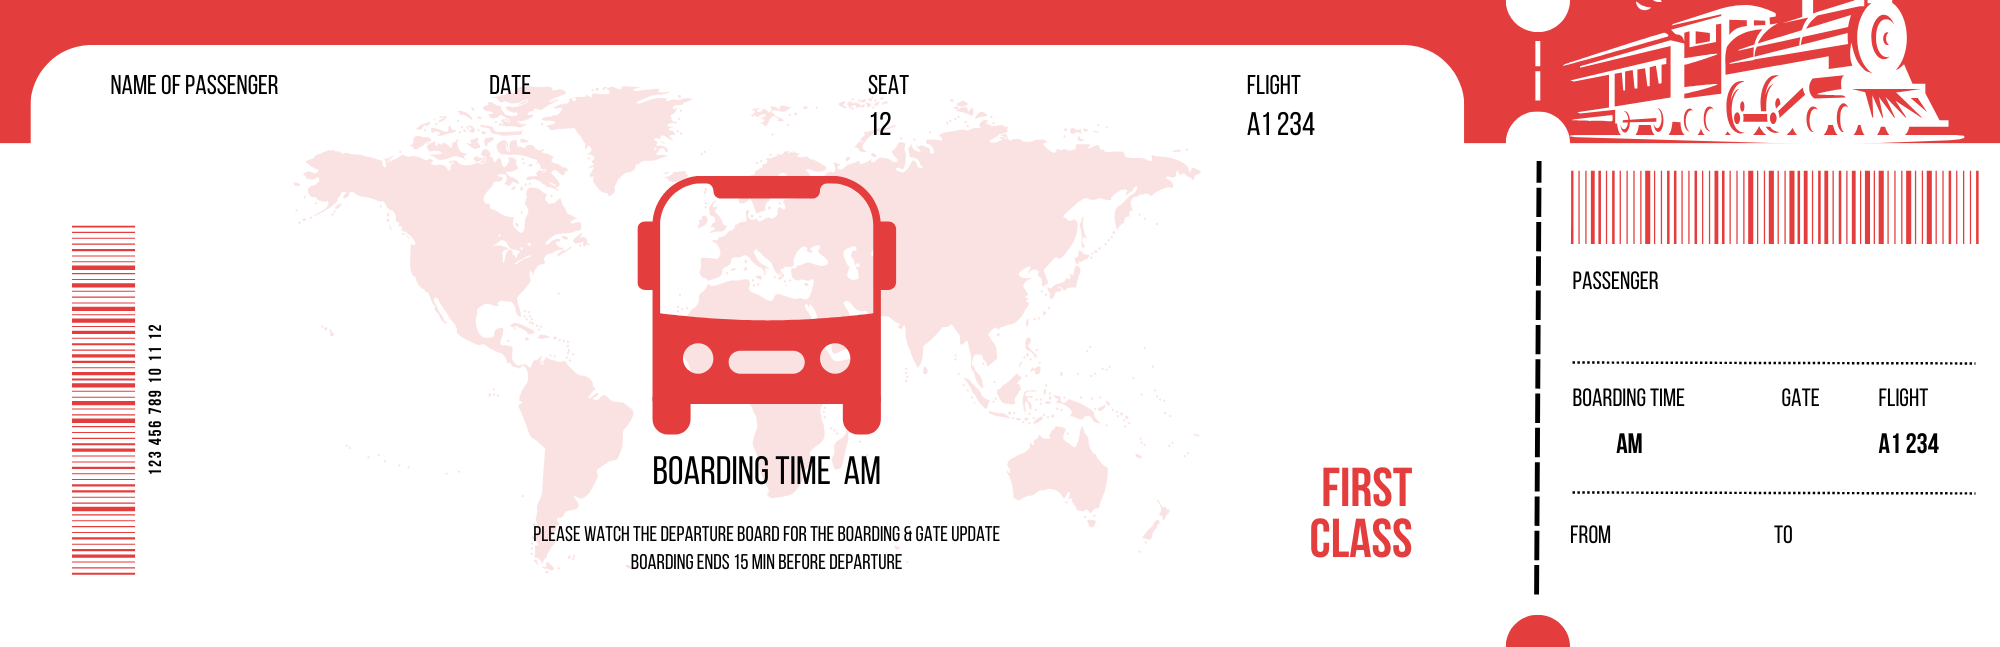 NAME OF PASSENGER
DATE
SEAT
12
FLIGHT
A1 234
123 456 789 10 11 12
BOARDING TIME AM
PLEASE WATCH THE DEPARTURE BOARD FOR THE BOARDING & GATE UPDATE
BOARDING ENDS 15 MIN BEFORE DEPARTURE
FIRST
CLASS
PASSENGER
BOARDING TIME GATE FLIGHT
AM A1 234
FROM TO